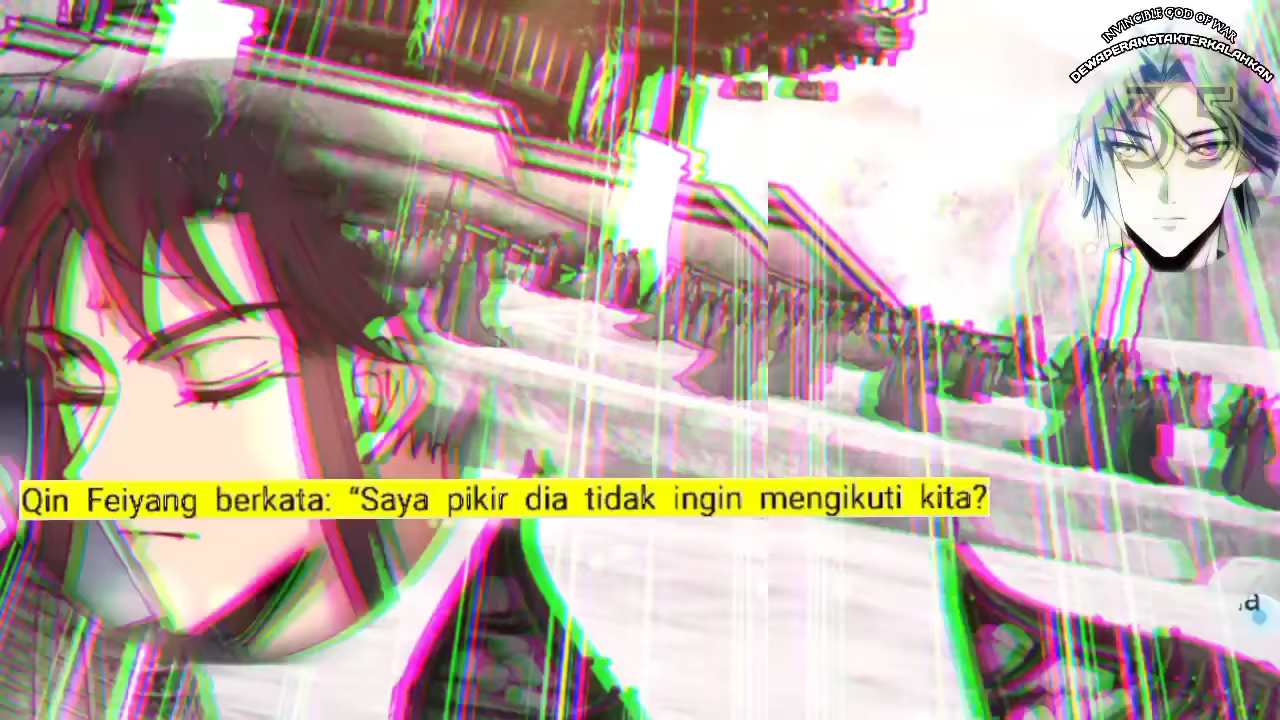 INVINCIBLE GOD OF WAR
DEWAPERANGTAKTERKALAHKAN
Qin Feiyang berkata: “Saya pikir dia tidak ingin mengikuti kita?